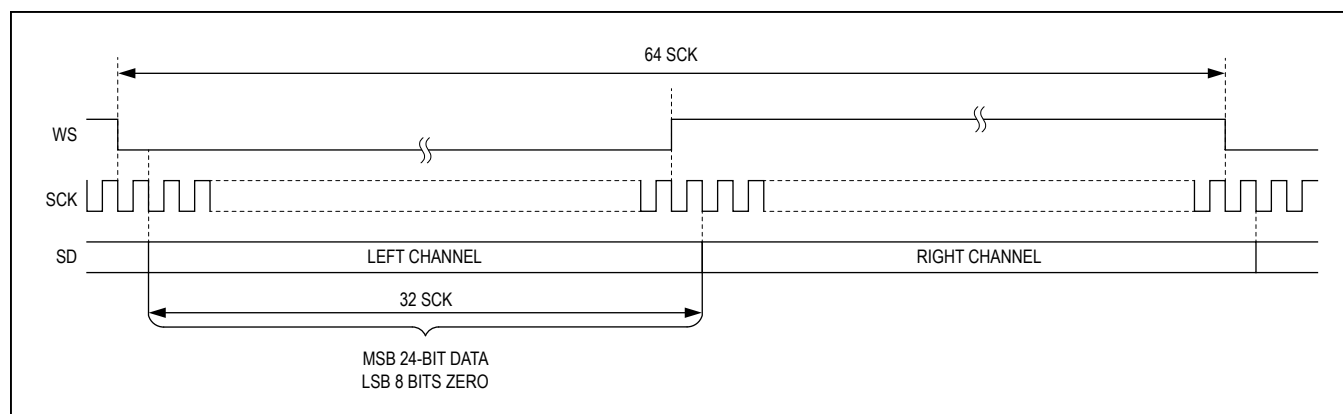 64 SCK
WS
SCK
SD
LEFT CHANNEL
RIGHT CHANNEL
32 SCK
MSB 24-BIT DATA
LSB 8 BITS ZERO